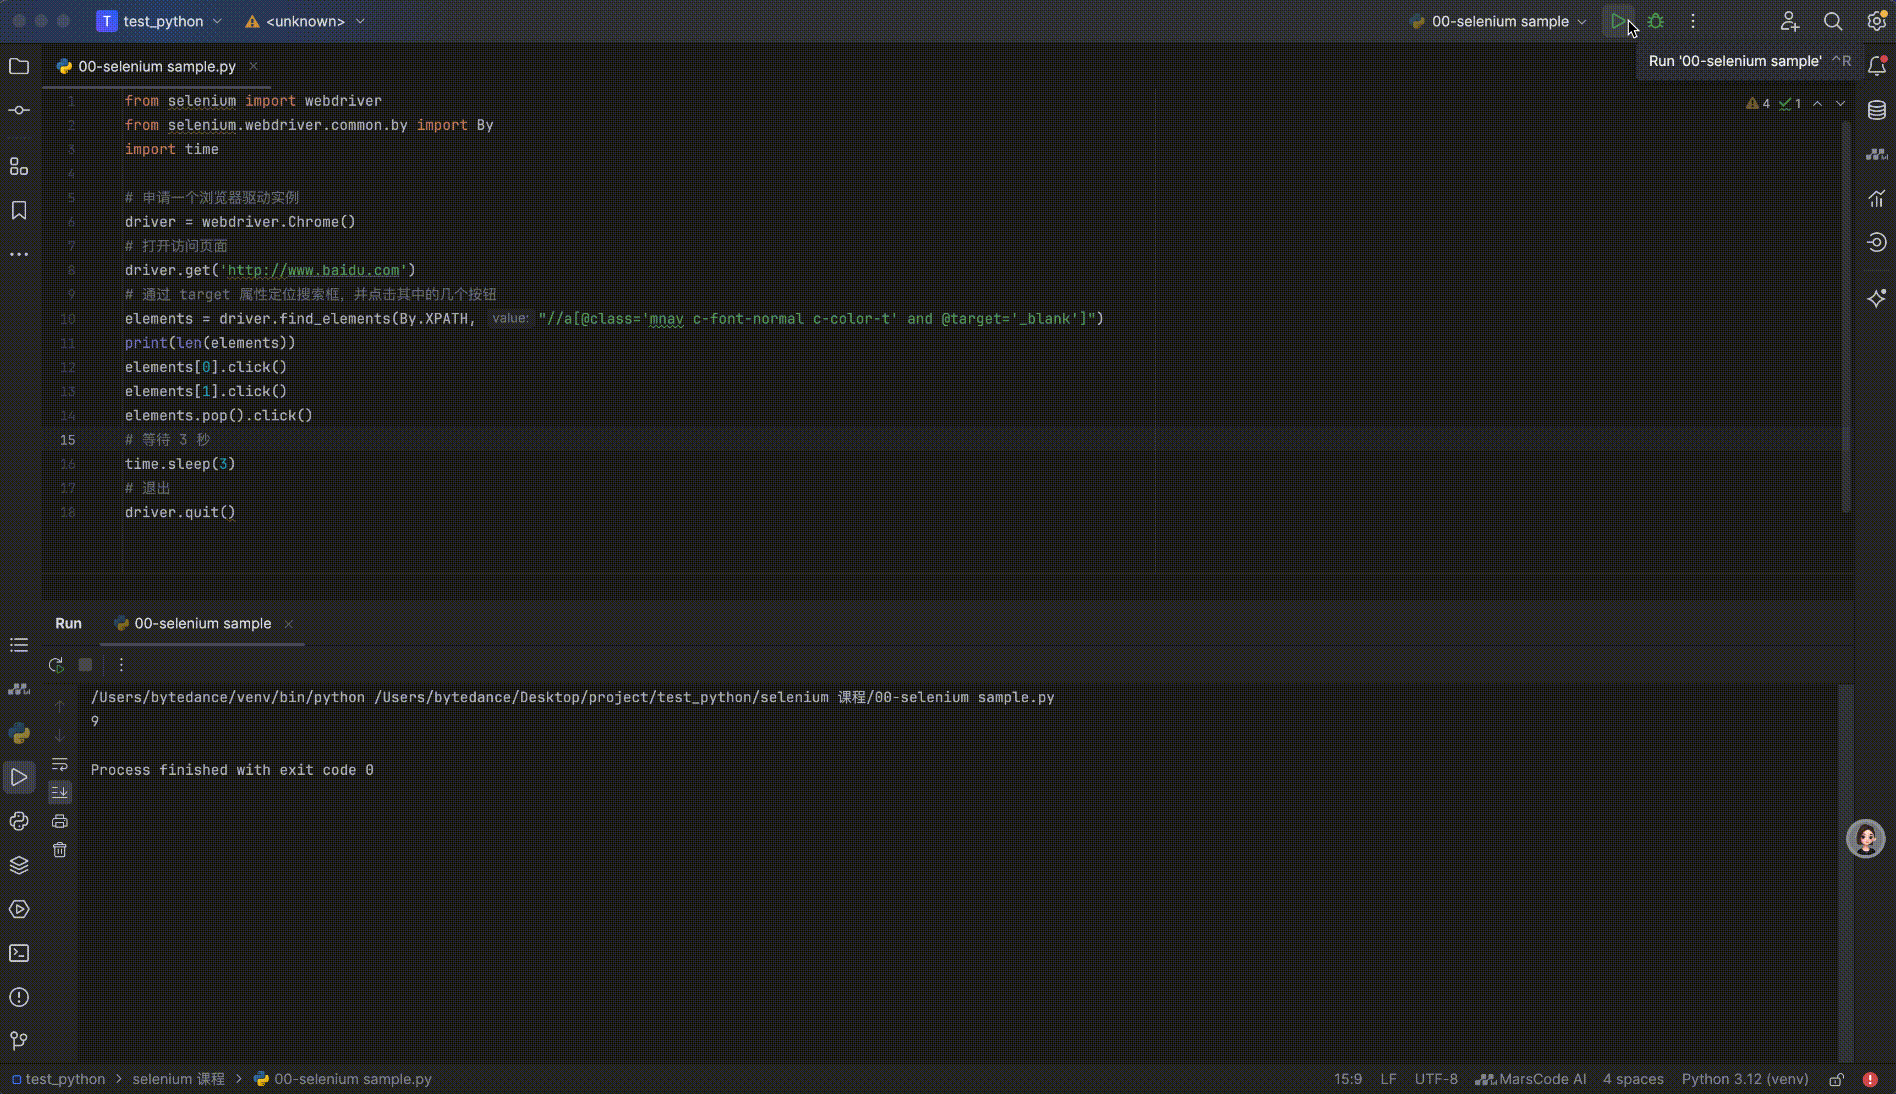 T test_python <unknown> 00-selenium sample
Run '00-selenium sample' ^R
00-selenium sample.py
4 1
1 from selenium import webdriver
2 from selenium.webdriver.common.by import By
3 import time
4
5 # 申请一个浏览器驱动实例
6 driver = webdriver.Chrome()
7 # 打开访问页面
8 driver.get('http://www.baidu.com')
9 # 通过 target 属性定位搜索框，并点击其中的几个按钮
10 elements = driver.find_elements(By.XPATH, value: "//a[@class='mnav c-font-normal c-color-t' and @target='_blank']")
11 print(len(elements))
12 elements[0].click()
13 elements[1].click()
14 elements.pop().click()
15 # 等待 3 秒
16 time.sleep(3)
17 # 退出
18 driver.quit()
Run 00-selenium sample
/Users/bytedance/venv/bin/python /Users/bytedance/Desktop/project/test_python/selenium 课程/00-selenium sample.py
9
Process finished with exit code 0
test_python > selenium 课程 > 00-selenium sample.py 15:9 LF UTF-8 MarsCode AI 4 spaces Python 3.12 (venv)